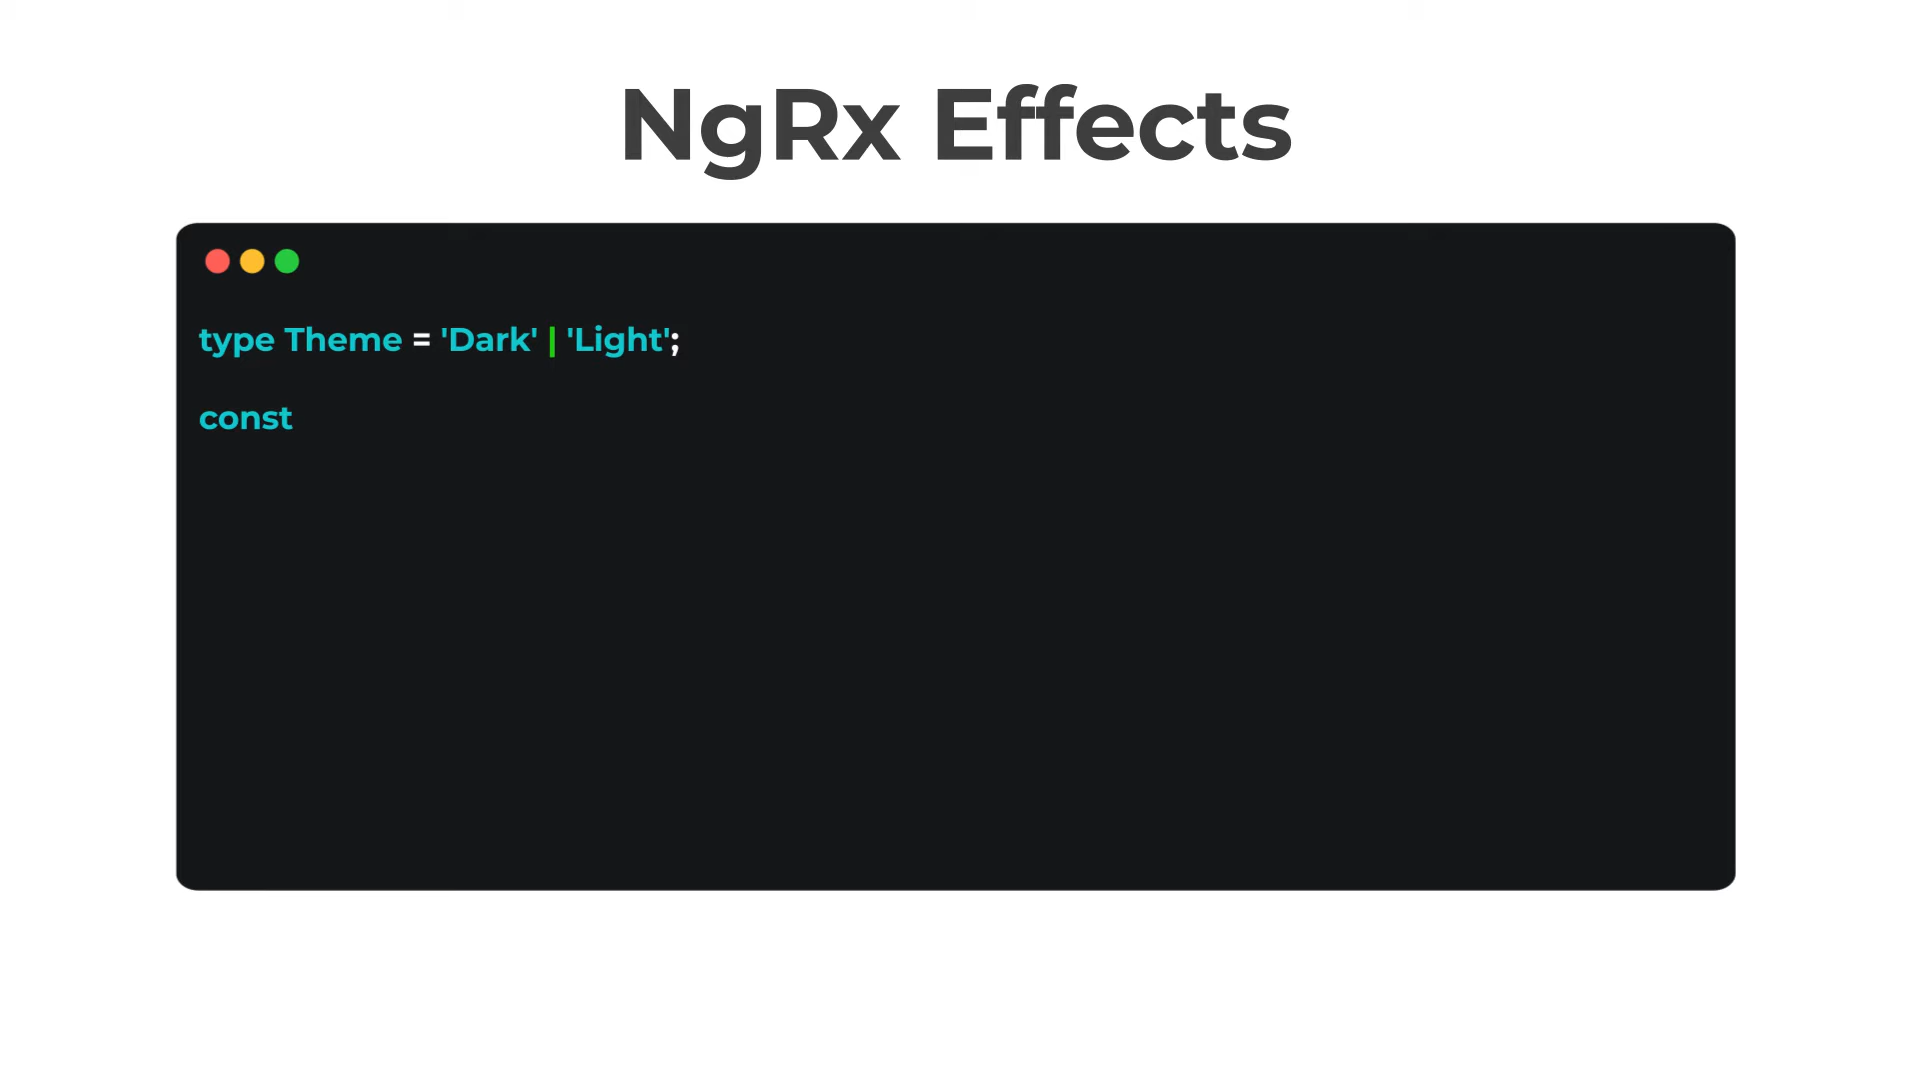 NgRx Effects
type Theme = 'Dark' | 'Light';
const